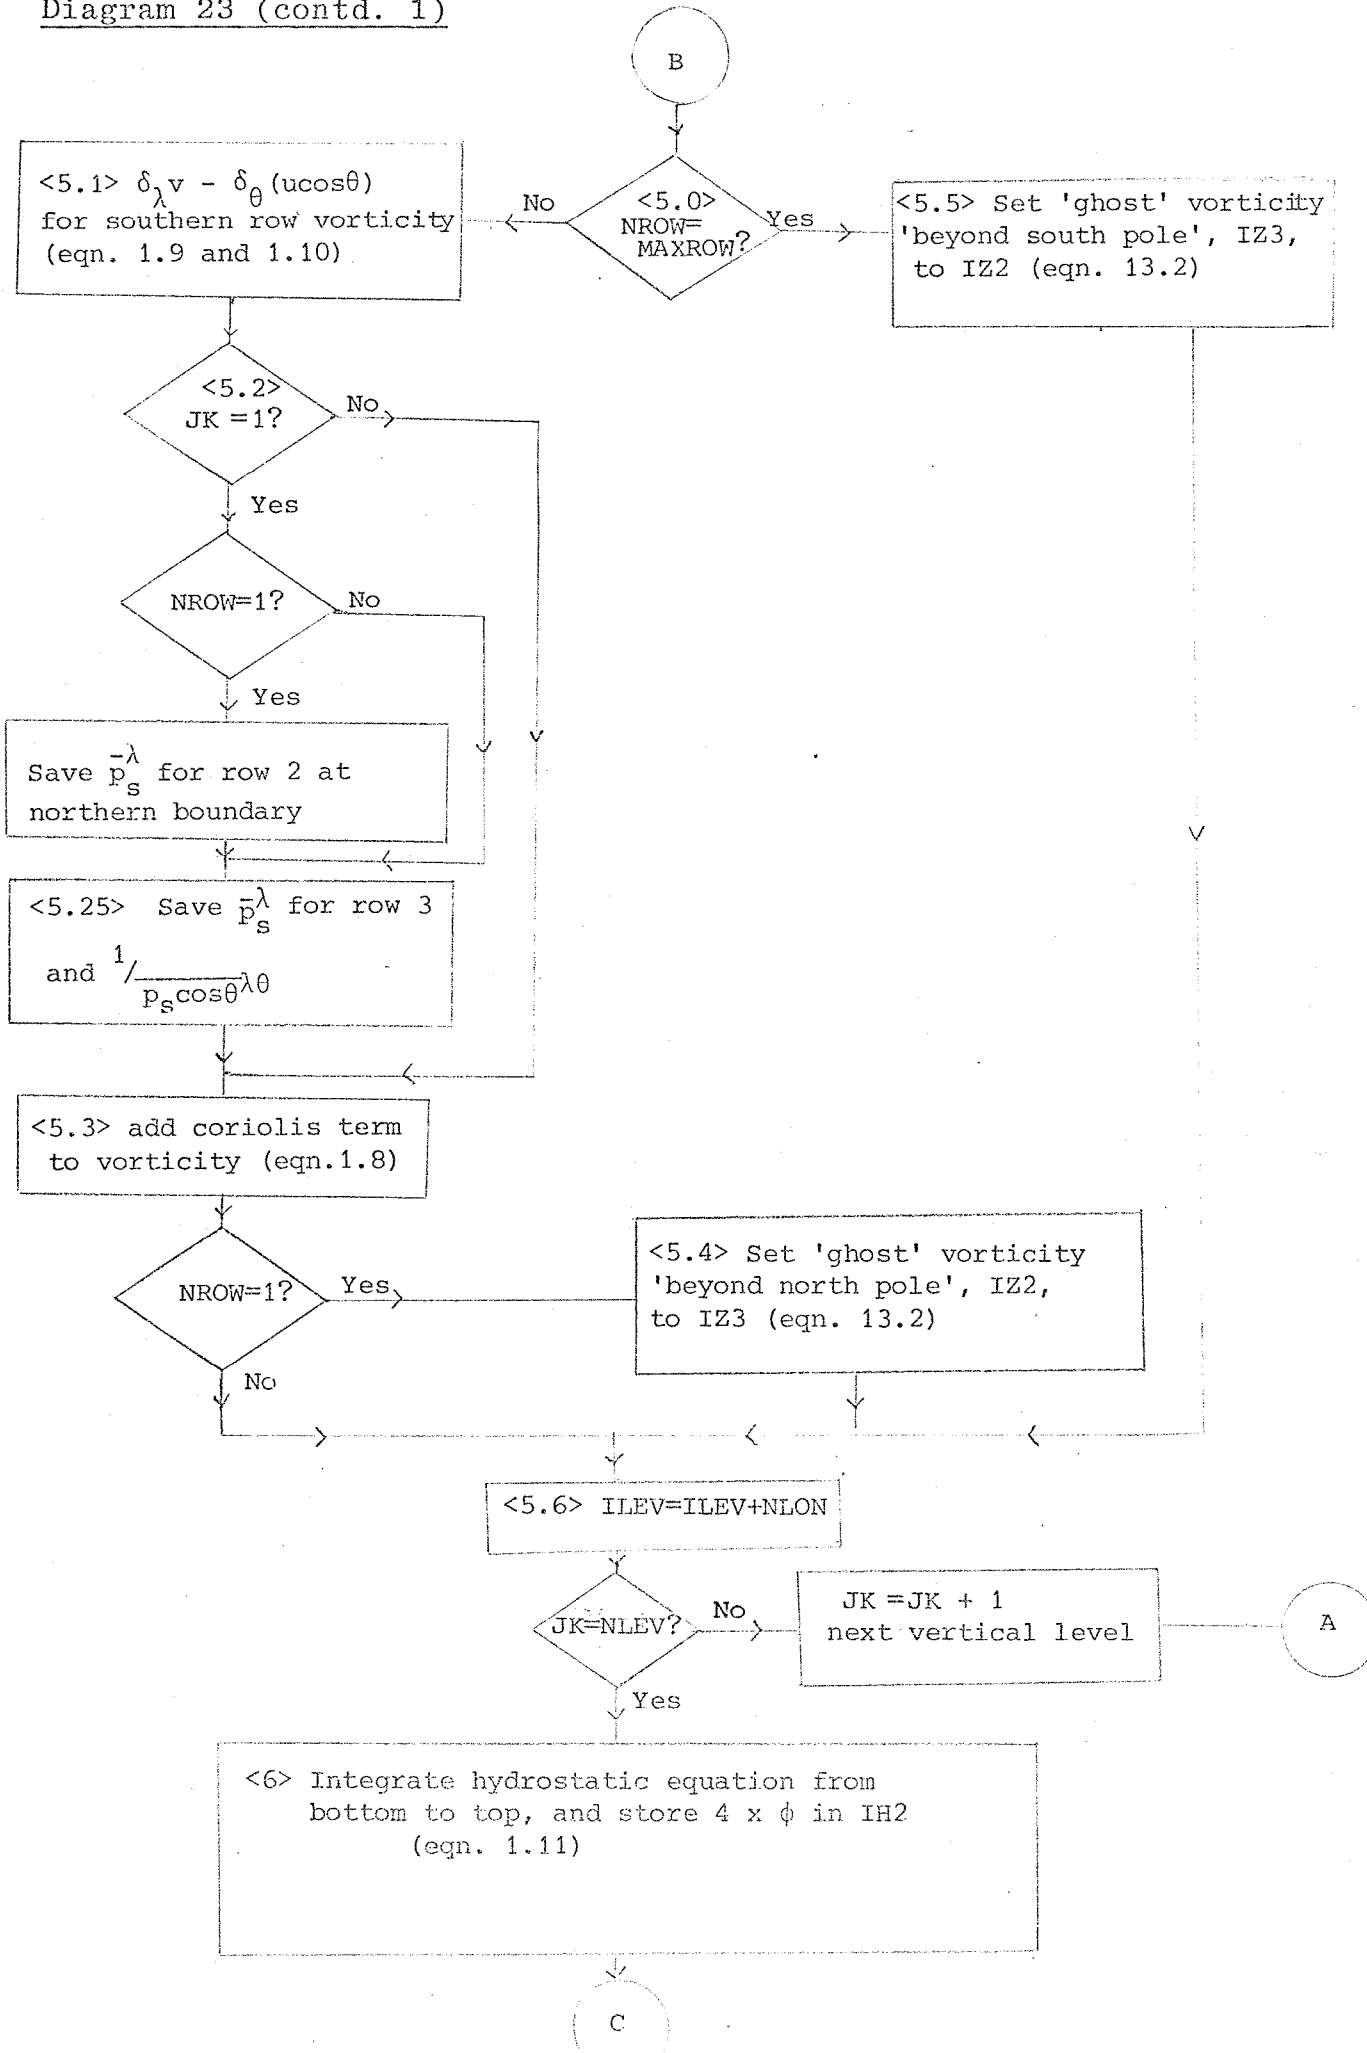 Diagram 23 (contd. 1)
B
<5.0>
NROW=
MAXROW?
No
Yes
<5.1> δλv - δθ(ucosθ)
for southern row vorticity
(eqn. 1.9 and 1.10)
<5.5> Set 'ghost' vorticity
'beyond south pole', IZ3,
to IZ2 (eqn. 13.2)
<5.2>
JK =1?
No
Yes
NROW=1?
No
Yes
Save p̄sλ for row 2 at
northern boundary
<5.25> Save p̄sλ for row 3
and 1/p̅s̅c̅o̅s̅θ̅λθ
<5.3> add coriolis term
to vorticity (eqn.1.8)
NROW=1?
Yes
No
<5.4> Set 'ghost' vorticity
'beyond north pole', IZ2,
to IZ3 (eqn. 13.2)
<5.6> ILEV=ILEV+NLON
JK=NLEV?
No
Yes
JK =JK + 1
next vertical level
A
<6> Integrate hydrostatic equation from
bottom to top, and store 4 x ϕ in IH2
(eqn. 1.11)
C